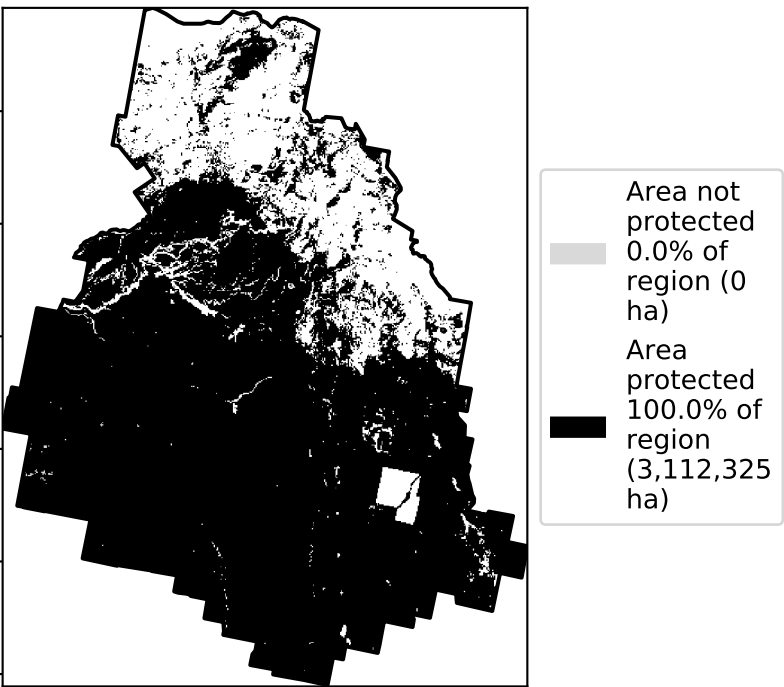 Area not
protected
0.0% of
region (0
ha)
Area
protected
100.0% of
region
(3,112,325
ha)